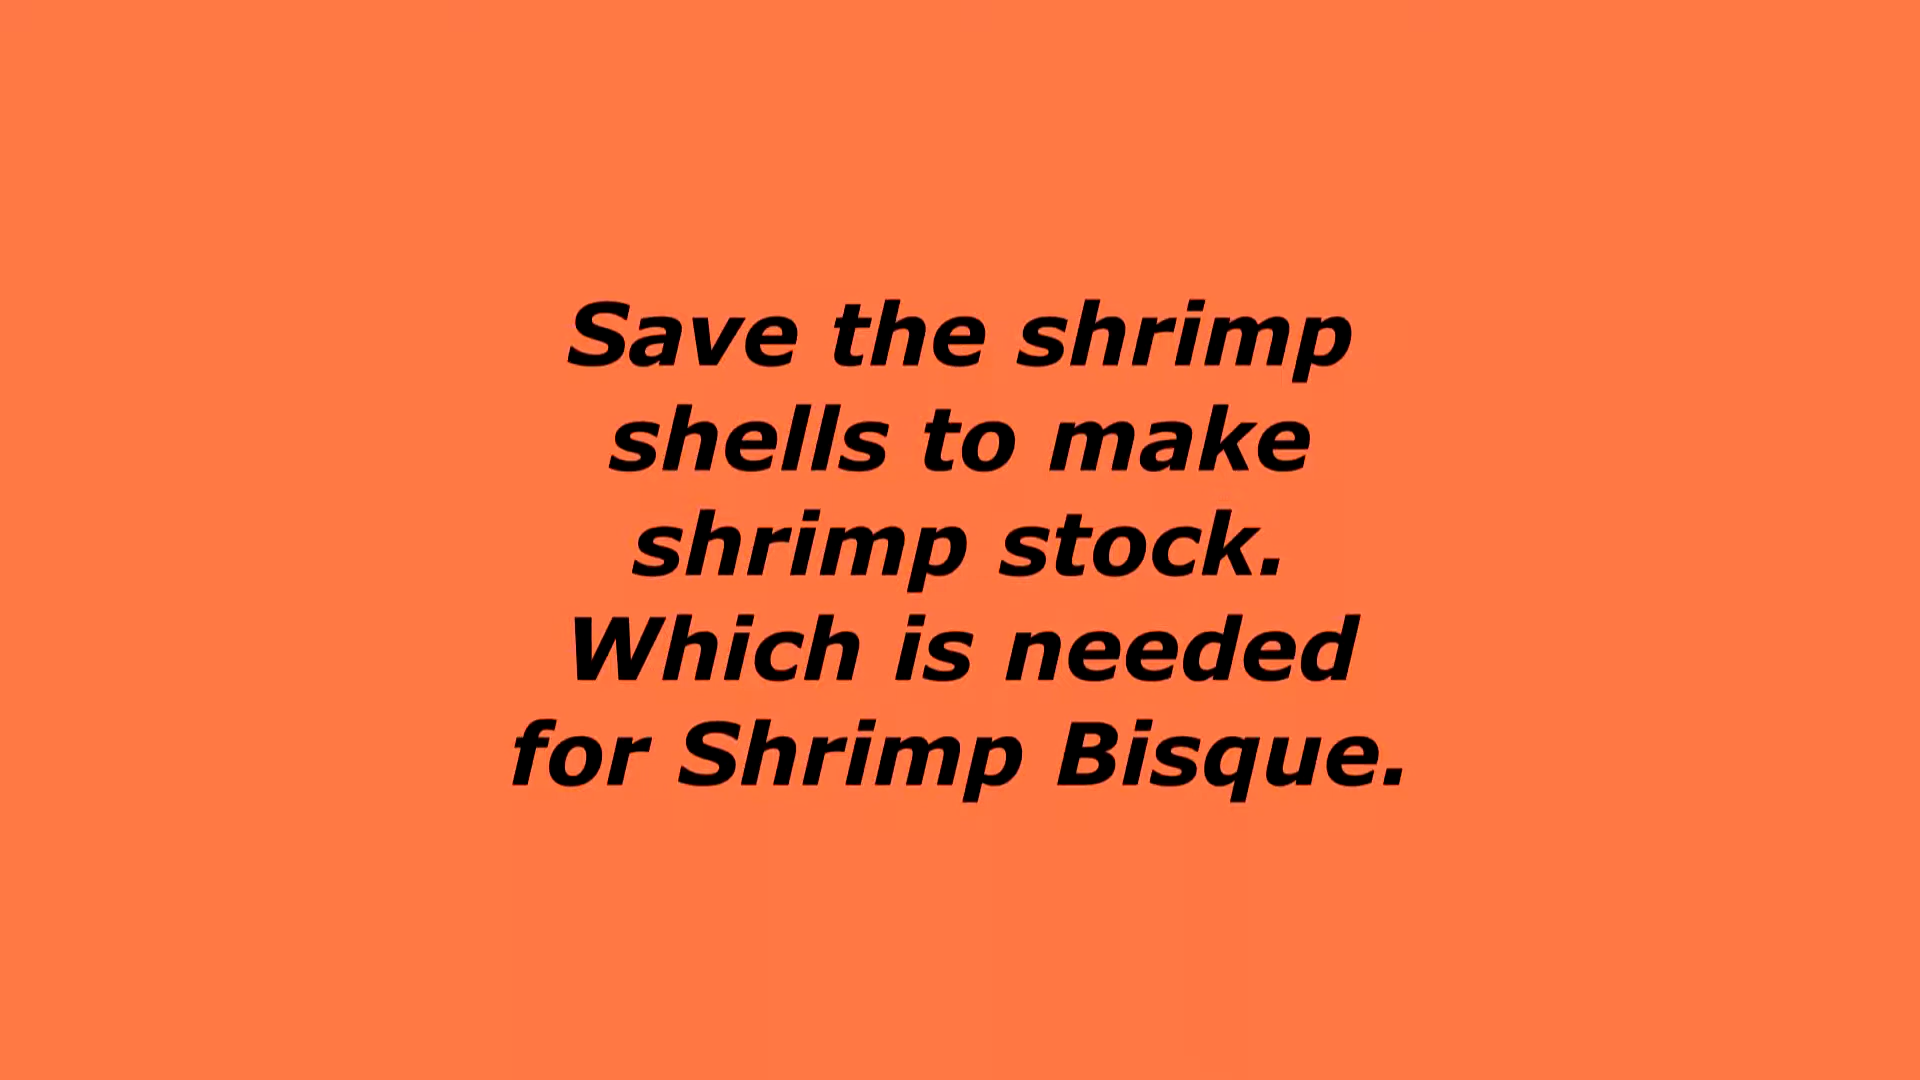 Save the shrimp
shells to make
shrimp stock.
Which is needed
for Shrimp Bisque.